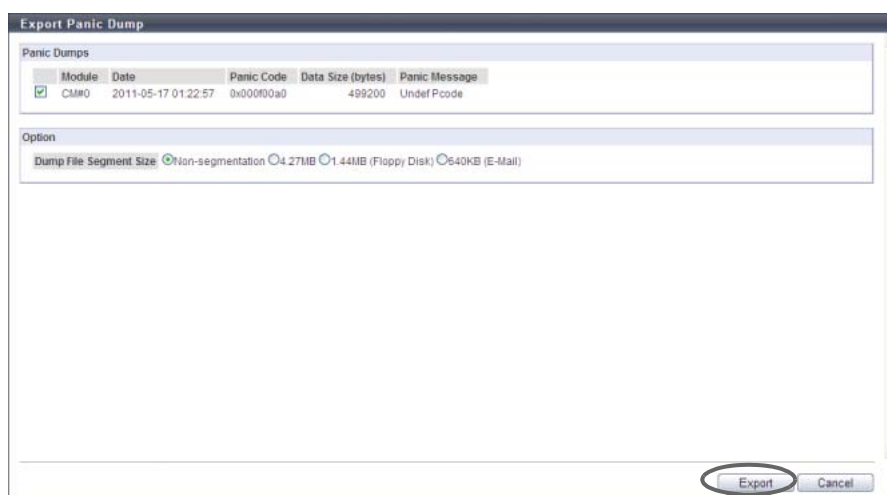 Export Panic Dump
Panic Dumps
Module Date Panic Code Data Size (bytes) Panic Message
CM#0 2011-05-17 01:22:57 0x000f00a0 499200 Undef Pcode
Option
Dump File Segment Size Non-segmentation 4.27MB 1.44MB (Floppy Disk) 640KB (E-Mail)
Export Cancel